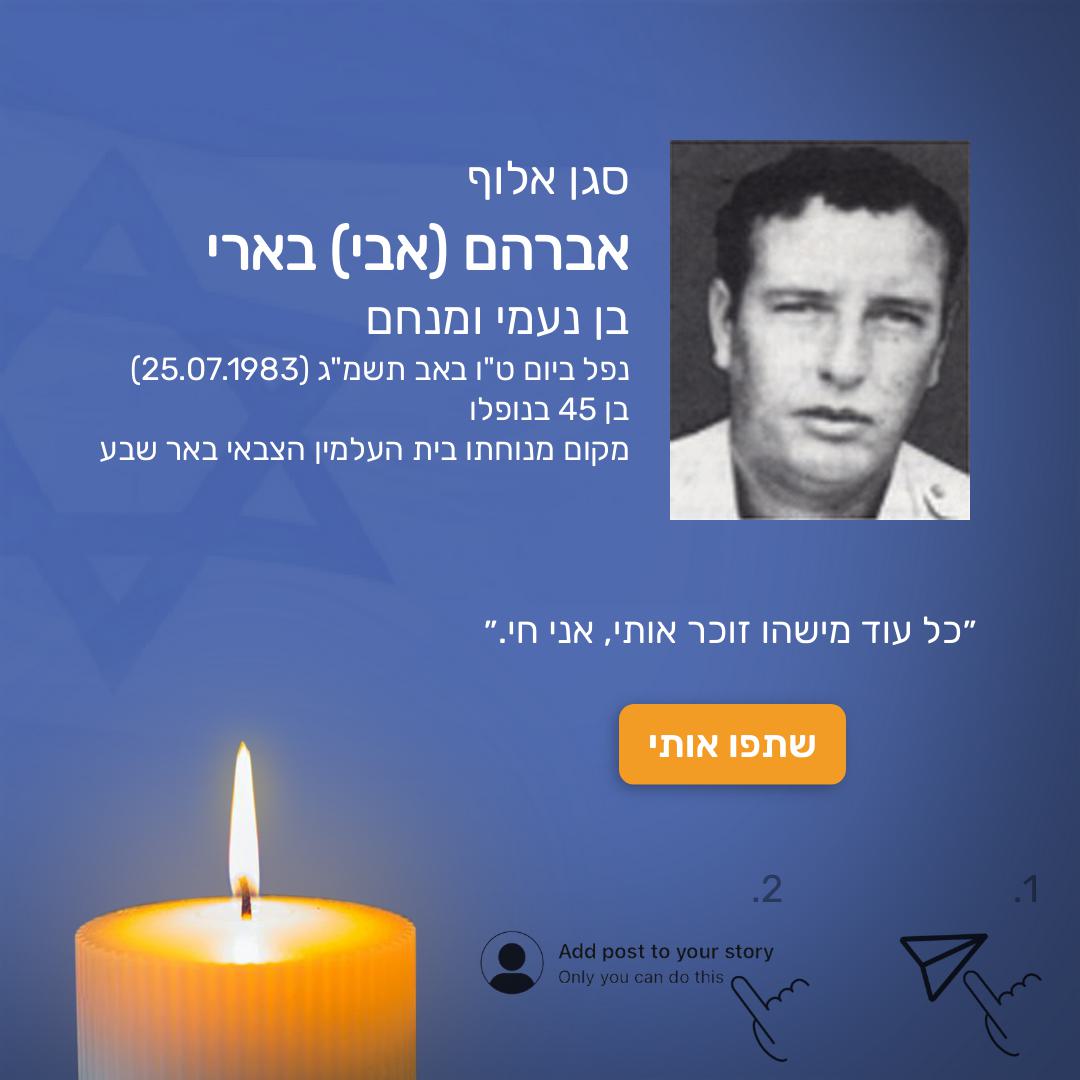 סגן אלוף
אברהם (אבי) בארי
בן נעמי ומנחם
נפל ביום ט"ו באב תשמ"ג (25.07.1983)
בן 45 בנופלו
מקום מנוחתו בית העלמין הצבאי באר שבע
״כל עוד מישהו זוכר אותי, אני חי.״
שתפו אותי
.1
.2
Add post to your story
Only you can do this